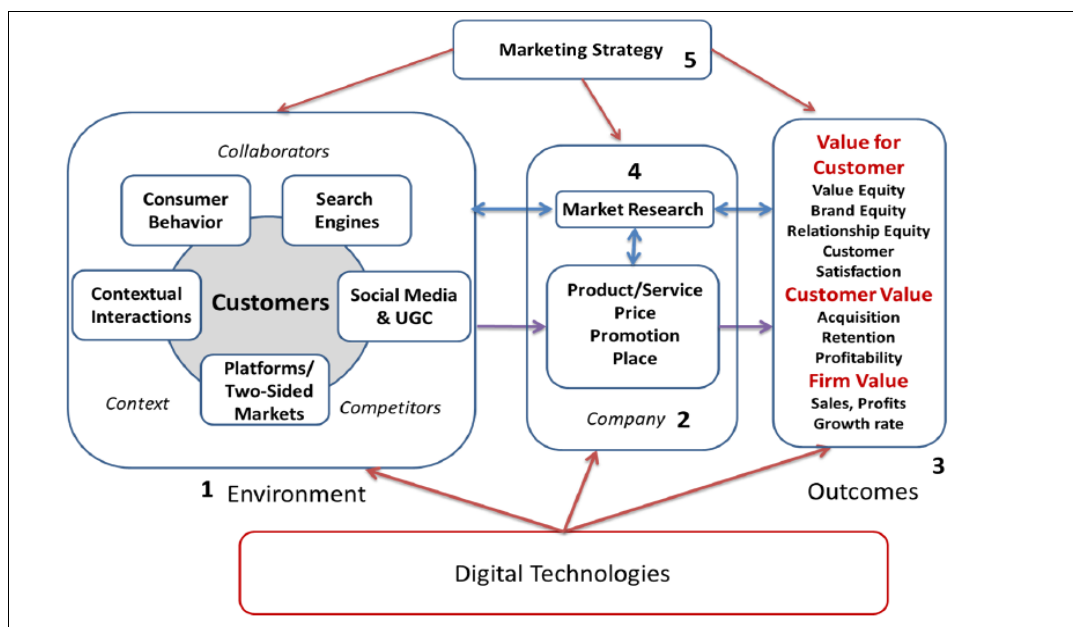 Marketing Strategy
5
Collaborators
Consumer
Behavior
Search
Engines
Contextual
Interactions
Customers
Social Media
& UGC
Platforms/
Two-Sided
Markets
Context
Competitors
1 Environment
4
Market Research
Product/Service
Price
Promotion
Place
Company 2
Value for
Customer
Value Equity
Brand Equity
Relationship Equity
Customer
Satisfaction
Customer Value
Acquisition
Retention
Profitability
Firm Value
Sales, Profits
Growth rate
3
Outcomes
Digital Technologies